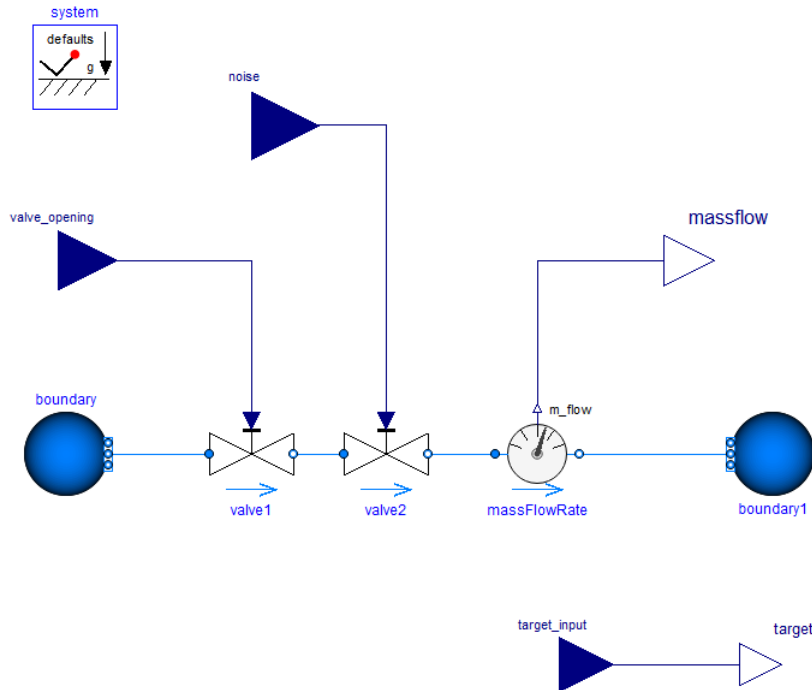 system
defaults
g
noise
valve_opening
massflow
boundary
m_flow
valve1
valve2
massFlowRate
boundary1
target_input
target